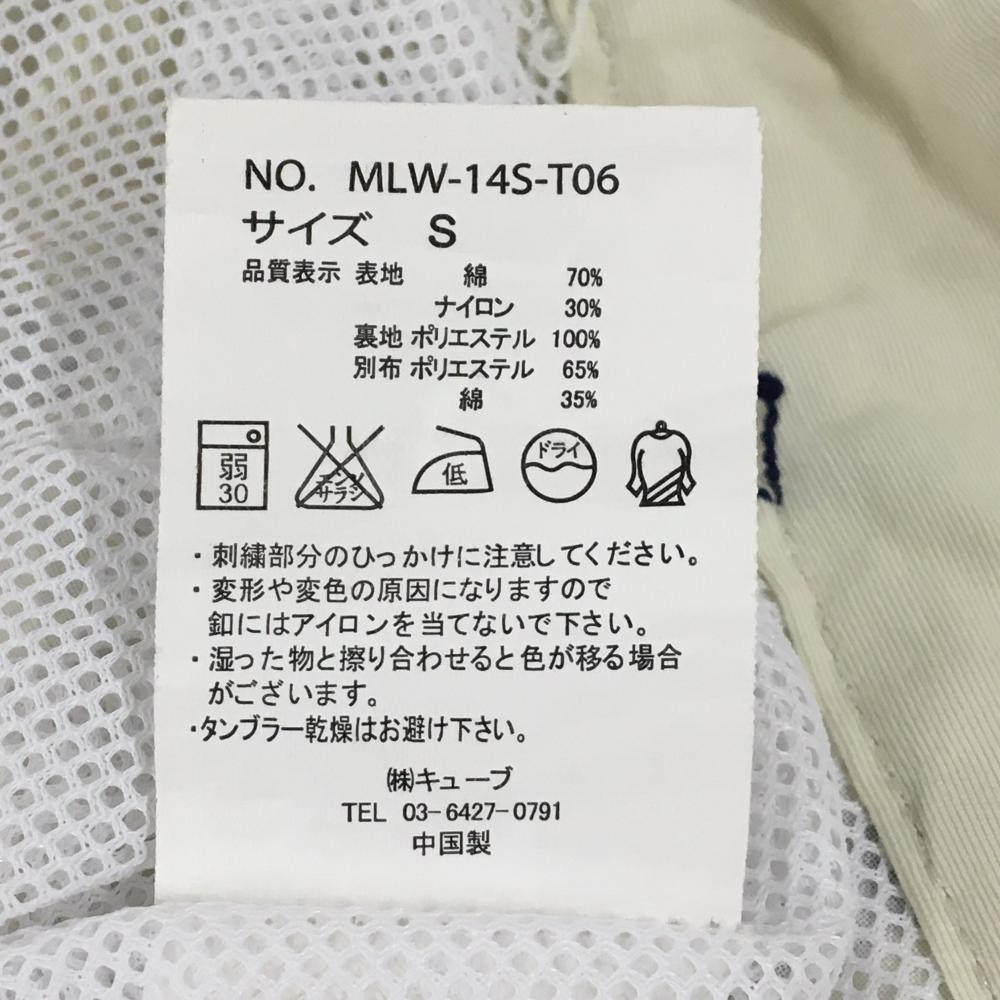 NO. MLW-14S-T06
サイズ S
品質表示 表地 綿 70%
ナイロン 30%
裏地 ポリエステル 100%
別布 ポリエステル 65%
綿 35%
弱
30
エンソ
サラシ
低
ドライ
・刺繍部分のひっかけに注意してください。
・変形や変色の原因になりますので
釦にはアイロンを当てないで下さい。
・湿った物と擦り合わせると色が移る場合
がございます。
・タンブラー乾燥はお避け下さい。
㈱キューブ
TEL 03-6427-0791
中国製